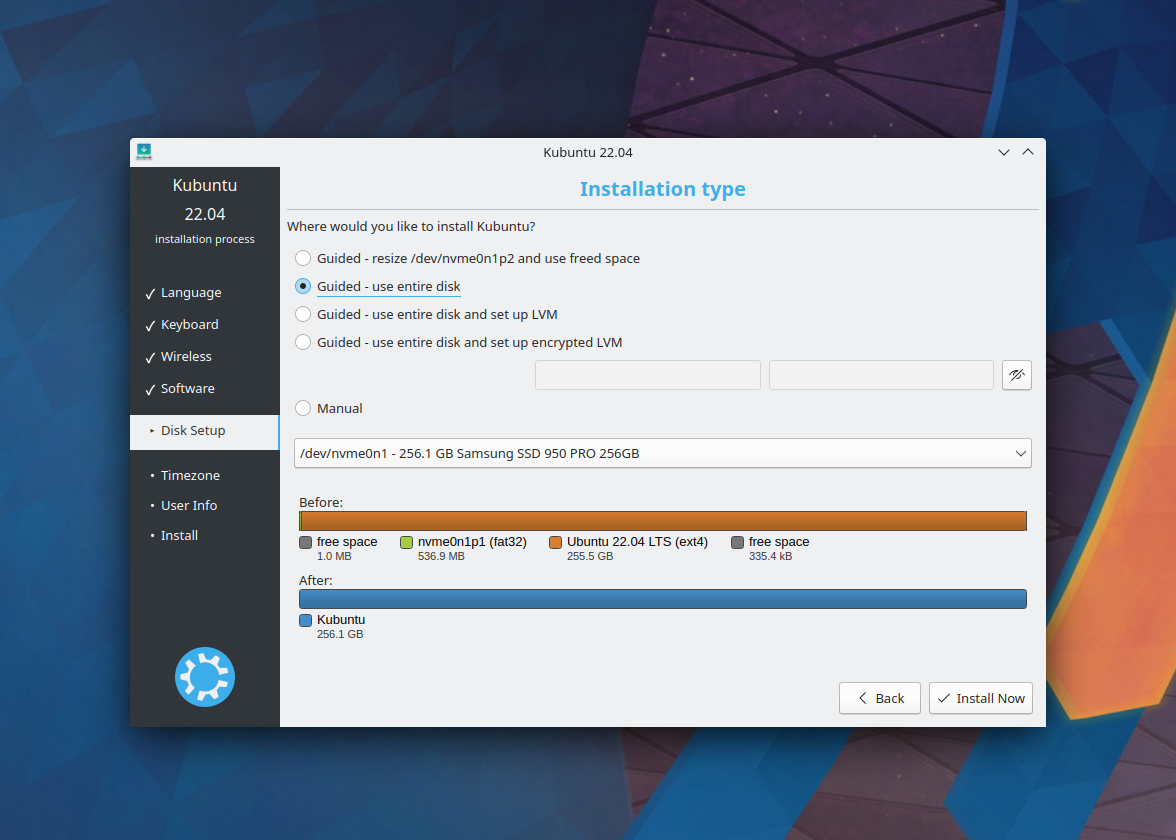 Kubuntu 22.04
Kubuntu
22.04
installation process
Language
Keyboard
Wireless
Software
Disk Setup
Timezone
User Info
Install
Installation type
Where would you like to install Kubuntu?
Guided - resize /dev/nvme0n1p2 and use freed space
Guided - use entire disk
Guided - use entire disk and set up LVM
Guided - use entire disk and set up encrypted LVM
Manual
/dev/nvme0n1 - 256.1 GB Samsung SSD 950 PRO 256GB
Before:
free space nvme0n1p1 (fat32) Ubuntu 22.04 LTS (ext4) free space
1.0 MB 536.9 MB 255.5 GB 335.4 kB
After:
Kubuntu
256.1 GB
Back Install Now